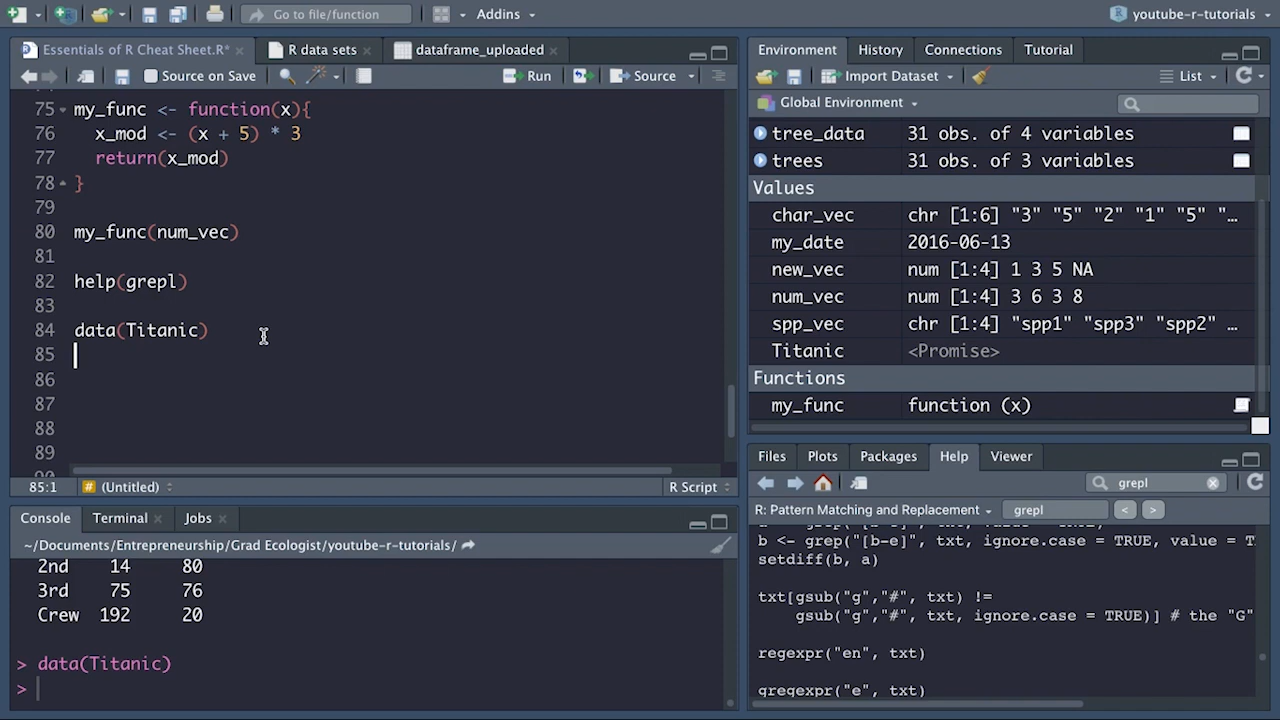 Go to file/function
Addins
youtube-r-tutorials
Essentials of R Cheat Sheet.R*
R data sets
dataframe_uploaded
Source on Save
Run
Source
75 my_func <- function(x){
76 x_mod <- (x + 5) * 3
77 return(x_mod)
78 }
79
80 my_func(num_vec)
81
82 help(grepl)
83
84 data(Titanic)
85
86
87
88
89
85:1 # (Untitled) R Script
Console Terminal Jobs
~/Documents/Entrepreneurship/Grad Ecologist/youtube-r-tutorials/
2nd 14 80
3rd 75 76
Crew 192 20
> data(Titanic)
>
Environment History Connections Tutorial
Import Dataset List
Global Environment
tree_data 31 obs. of 4 variables
trees 31 obs. of 3 variables
Values
char_vec chr [1:6] "3" "5" "2" "1" "5" "…
my_date 2016-06-13
new_vec num [1:4] 1 3 5 NA
num_vec num [1:4] 3 6 3 8
spp_vec chr [1:4] "spp1" "spp3" "spp2" …
Titanic <Promise>
Functions
my_func function (x)
Files Plots Packages Help Viewer
grepl
R: Pattern Matching and Replacement grepl < >
b <- grep("[b-e]", txt, ignore.case = TRUE, value = T
setdiff(b, a)
txt[gsub("g","#", txt) !=
gsub("g","#", txt, ignore.case = TRUE)] # the "G"
regexpr("en", txt)
gregexpr("e", txt)